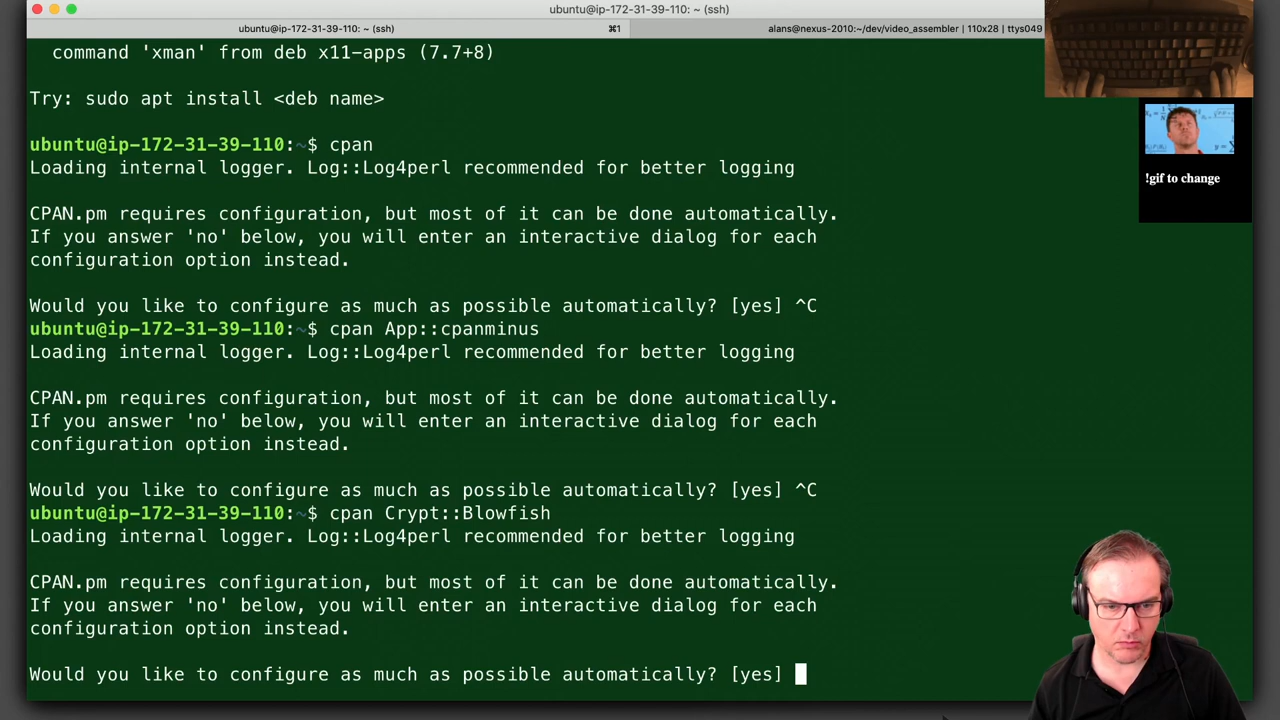 ubuntu@ip-172-31-39-110: ~ (ssh)
ubuntu@ip-172-31-39-110: ~ (ssh)
⌘1
alans@nexus-2010:~/dev/video_assembler | 110x28 | ttys049
command 'xman' from deb x11-apps (7.7+8)
Try: sudo apt install <deb name>
ubuntu@ip-172-31-39-110:~$ cpan
Loading internal logger. Log::Log4perl recommended for better logging
CPAN.pm requires configuration, but most of it can be done automatically.
If you answer 'no' below, you will enter an interactive dialog for each
configuration option instead.
Would you like to configure as much as possible automatically? [yes] ^C
ubuntu@ip-172-31-39-110:~$ cpan App::cpanminus
Loading internal logger. Log::Log4perl recommended for better logging
CPAN.pm requires configuration, but most of it can be done automatically.
If you answer 'no' below, you will enter an interactive dialog for each
configuration option instead.
Would you like to configure as much as possible automatically? [yes] ^C
ubuntu@ip-172-31-39-110:~$ cpan Crypt::Blowfish
Loading internal logger. Log::Log4perl recommended for better logging
CPAN.pm requires configuration, but most of it can be done automatically.
If you answer 'no' below, you will enter an interactive dialog for each
configuration option instead.
Would you like to configure as much as possible automatically? [yes]
!gif to change